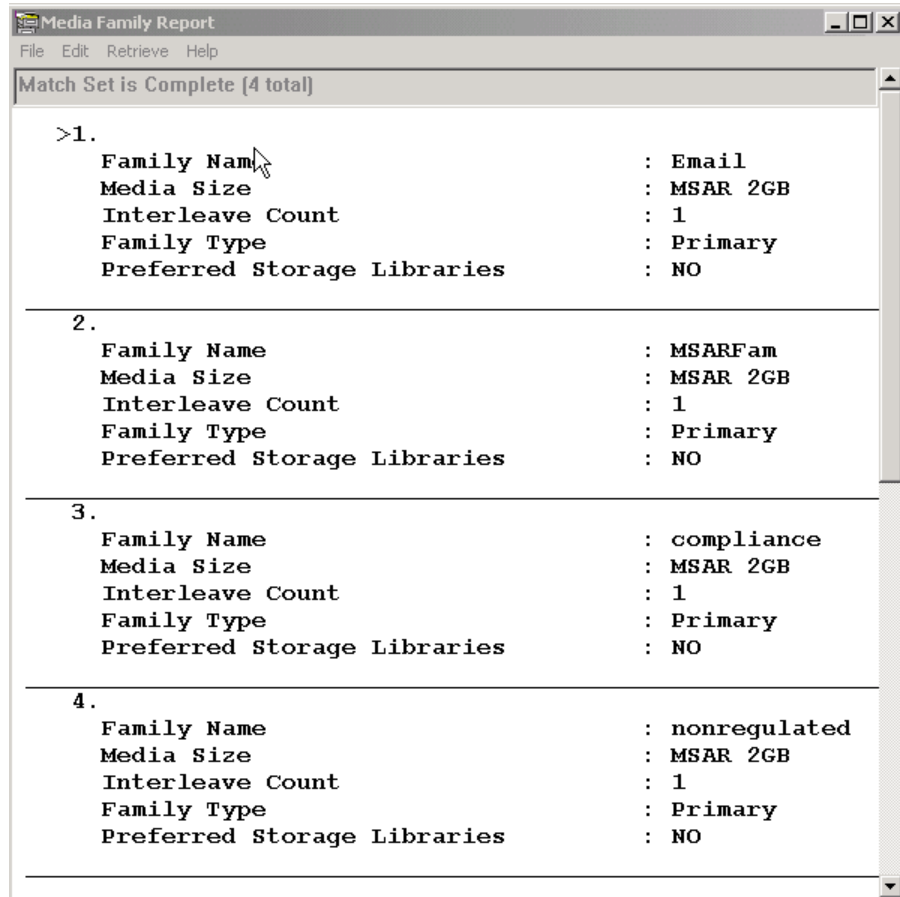 Media Family Report
File Edit Retrieve Help
Match Set is Complete (4 total)
>1.
Family Name : Email
Media Size : MSAR 2GB
Interleave Count : 1
Family Type : Primary
Preferred Storage Libraries : NO
2.
Family Name : MSARFam
Media Size : MSAR 2GB
Interleave Count : 1
Family Type : Primary
Preferred Storage Libraries : NO
3.
Family Name : compliance
Media Size : MSAR 2GB
Interleave Count : 1
Family Type : Primary
Preferred Storage Libraries : NO
4.
Family Name : nonregulated
Media Size : MSAR 2GB
Interleave Count : 1
Family Type : Primary
Preferred Storage Libraries : NO